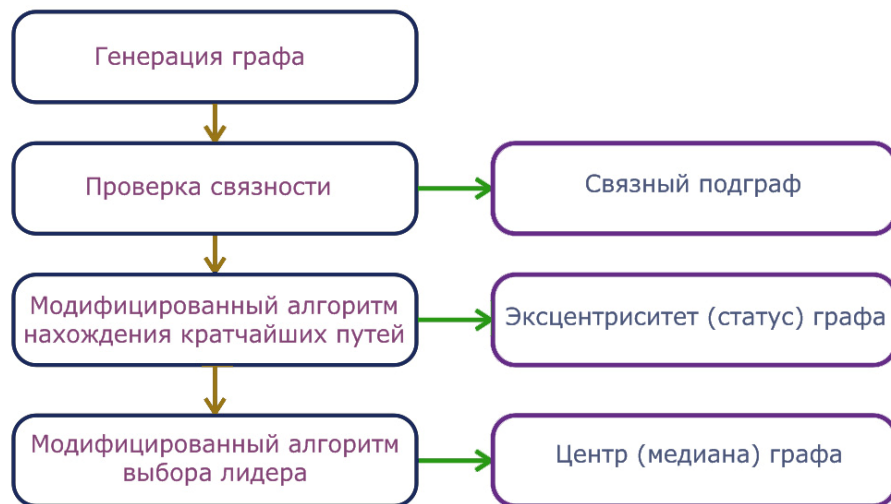 Генерация графа
Проверка связности
Связный подграф
Модифицированный алгоритм
нахождения кратчайших путей
Эксцентриситет (статус) графа
Модифицированный алгоритм
выбора лидера
Центр (медиана) графа